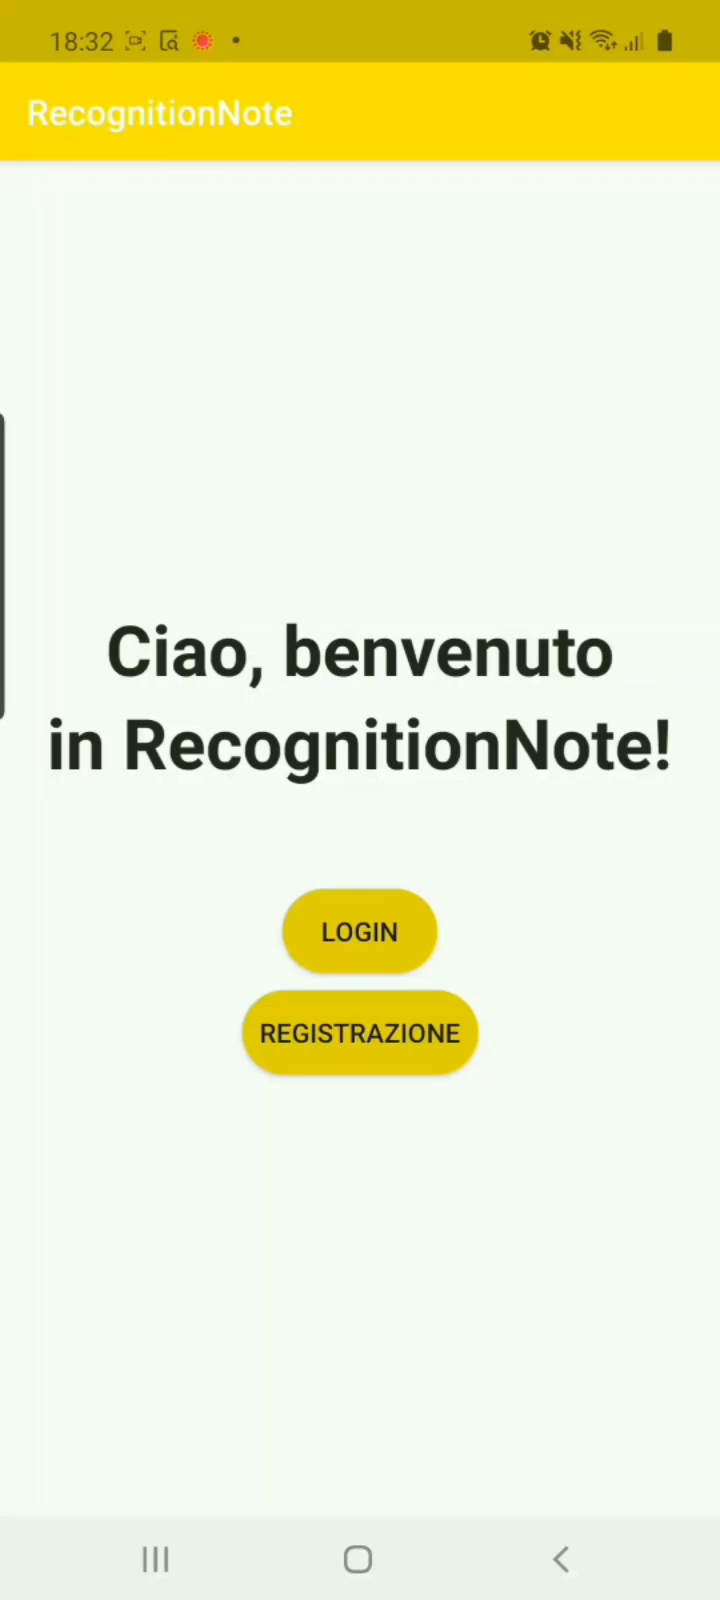 18:32
RecognitionNote
Ciao, benvenuto
in RecognitionNote!
LOGIN
REGISTRAZIONE